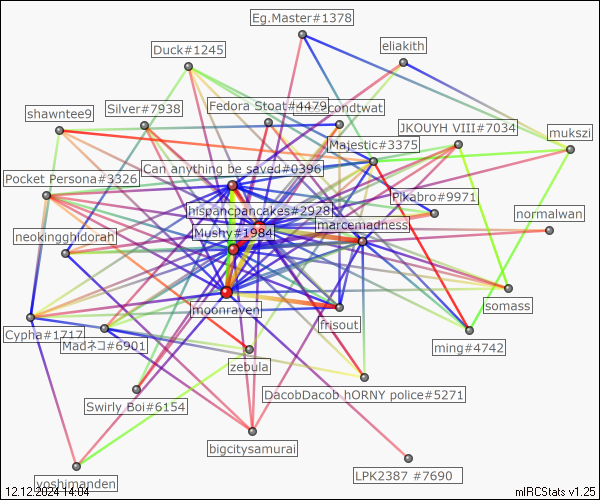 Eg.Master#1378
eliakith
Duck#1245
Fedora Stoat#4479
condtwat
Silver#7938
shawntee9
JKOUYH VIII#7034
mukszi
Majestic#3375
Can anything be saved#0396
Pocket Persona#3326
Pikabro#9971
hispancpancakes#2928
normalwan
marcemadness
Mushy#1984
neokingghidorah
moonraven
somass
frisout
Cypha#1717
Madネコ#6901
ming#4742
zebula
DacobDacob hORNY police#5271
Swirly Boi#6154
bigcitysamurai
LPK2387 #7690
yoshimanden
12.12.2024 14:04
mIRCStats v1.25